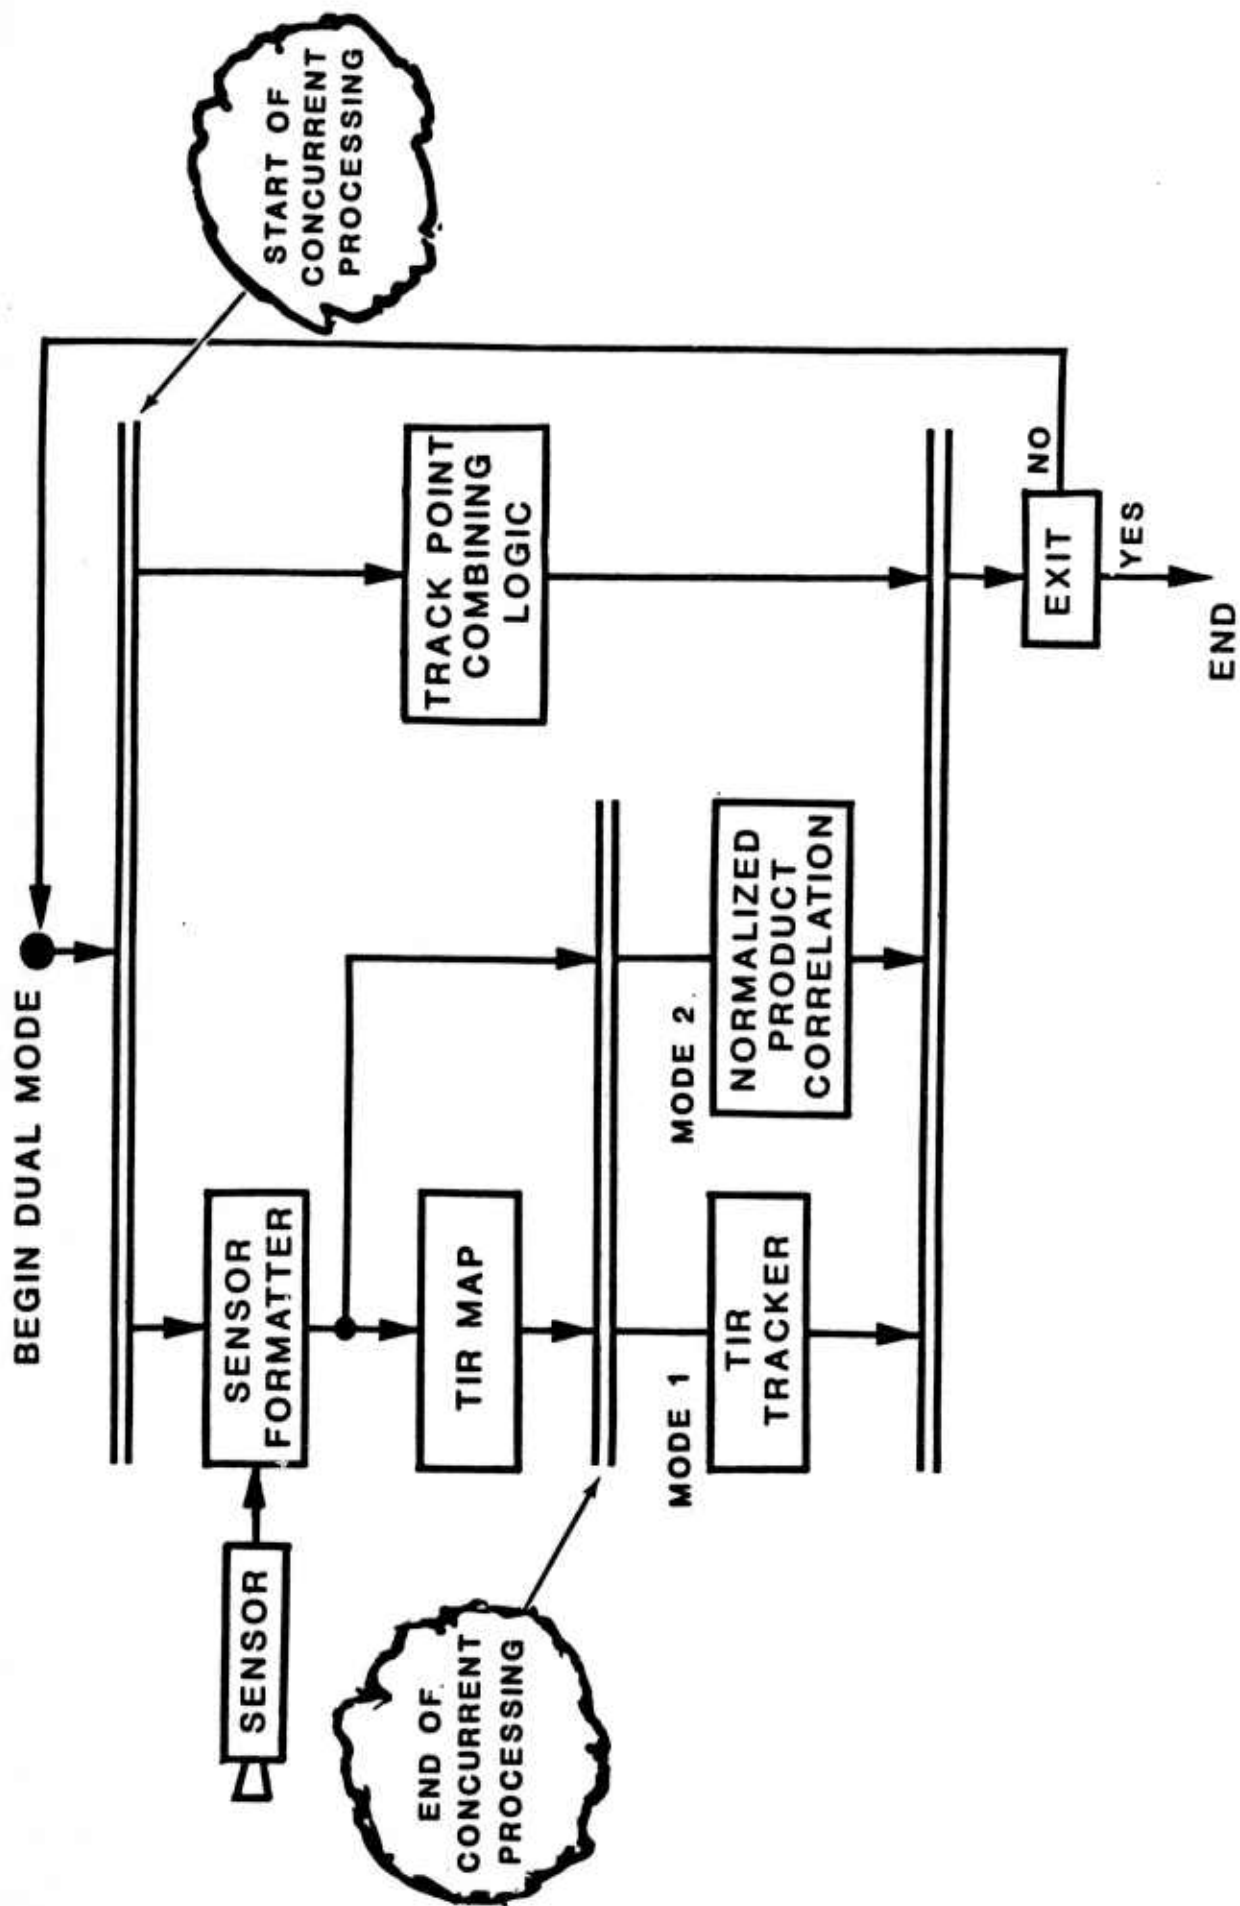 BEGIN DUAL MODE
START OF
CONCURRENT
PROCESSING
SENSOR
SENSOR
FORMATTER
TIR MAP
TRACK POINT
COMBINING
LOGIC
END OF
CONCURRENT
PROCESSING
MODE 1
TIR
TRACKER
MODE 2
NORMALIZED
PRODUCT
CORRELATION
EXIT
NO
YES
END